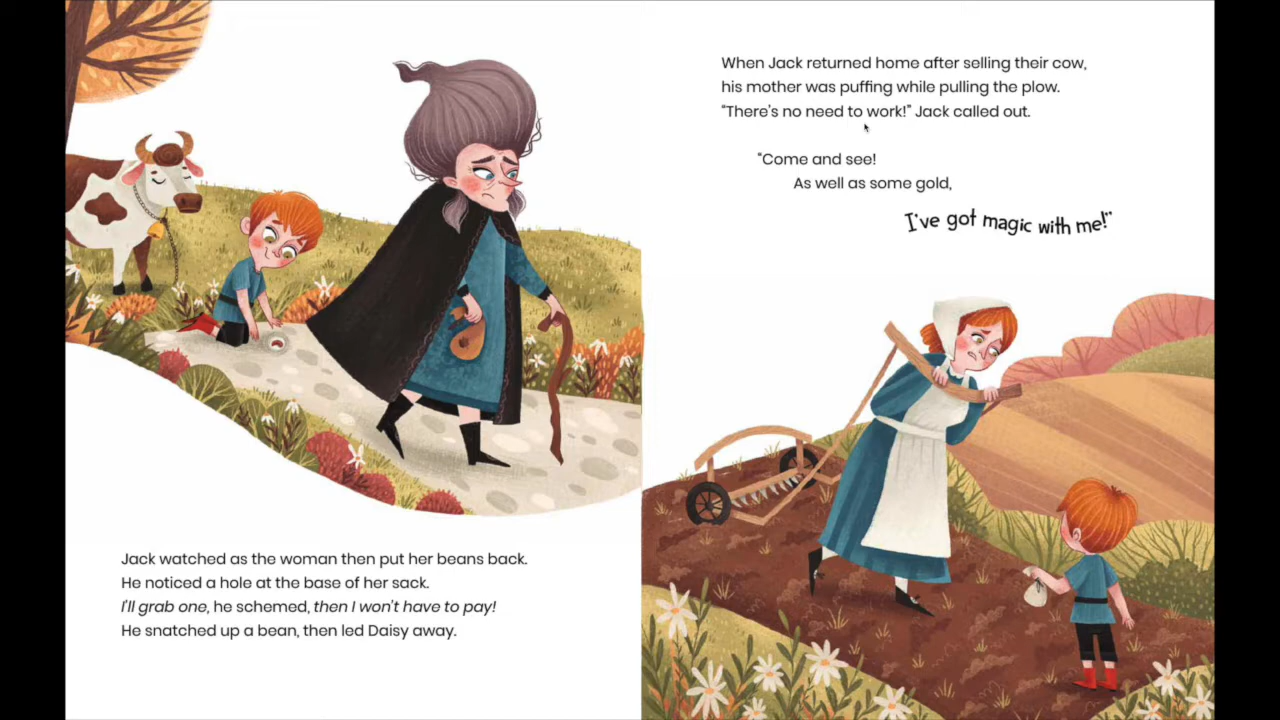 Jack watched as the woman then put her beans back.
He noticed a hole at the base of her sack.
I'll grab one, he schemed, then I won't have to pay!
He snatched up a bean, then led Daisy away.
When Jack returned home after selling their cow,
his mother was puffing while pulling the plow.
“There's no need to work!” Jack called out.
“Come and see!
As well as some gold,
I've got magic with me!”